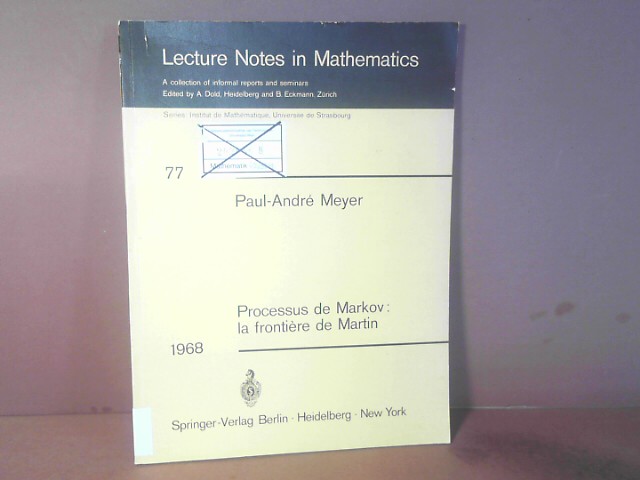 Lecture Notes in Mathematics
A collection of informal reports and seminars
Edited by A. Dold, Heidelberg and B. Eckmann, Zürich
Series: Institut de Mathématique, Université de Strasbourg
77
Paul-André Meyer
Processus de Markov:
la frontière de Martin
1968
Springer-Verlag Berlin · Heidelberg · New York